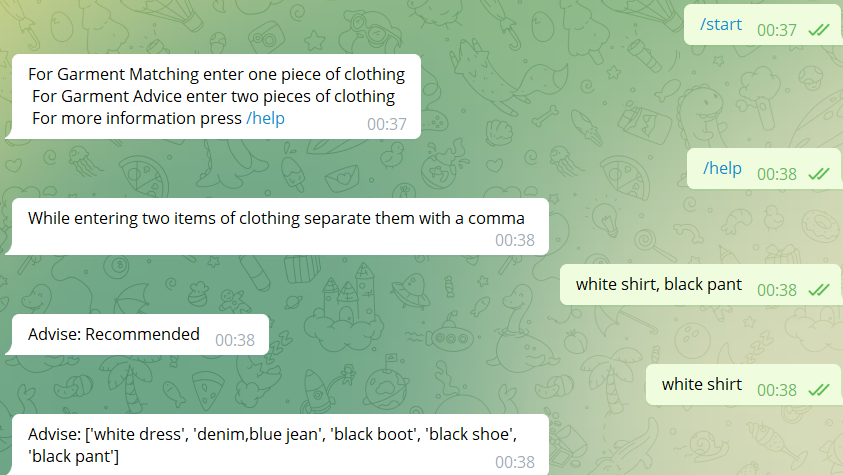 /start 00:37
For Garment Matching enter one piece of clothing
For Garment Advice enter two pieces of clothing
For more information press /help 00:37
/help 00:38
While entering two items of clothing separate them with a comma
00:38
white shirt, black pant 00:38
Advise: Recommended 00:38
white shirt 00:38
Advise: ['white dress', 'denim,blue jean', 'black boot', 'black shoe',
'black pant'] 00:38